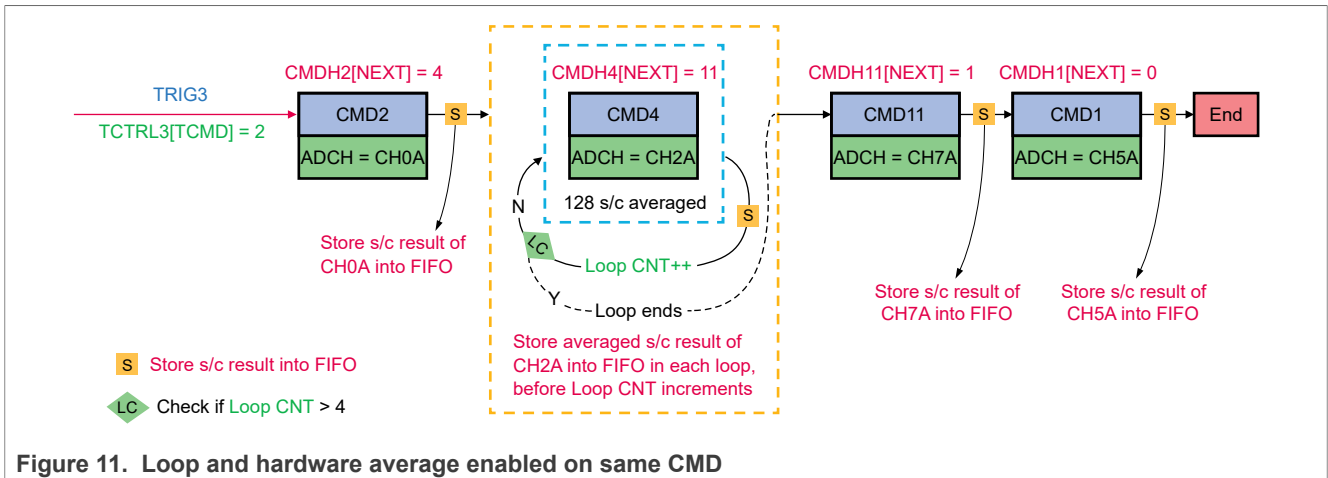 CMDH2[NEXT] = 4
CMDH4[NEXT] = 11
CMDH11[NEXT] = 1
CMDH1[NEXT] = 0
TRIG3
TCTRL3[TCMD] = 2
CMD2
S
CMD4
CMD11
S
CMD1
S
End
ADCH = CH0A
ADCH = CH2A
ADCH = CH7A
ADCH = CH5A
128 s/c averaged
N
S
LC
Loop CNT++
Y
Loop ends
Store s/c result of
CH0A into FIFO
Store s/c result of
CH7A into FIFO
Store s/c result of
CH5A into FIFO
Store averaged s/c result of
CH2A into FIFO in each loop,
before Loop CNT increments
S Store s/c result into FIFO
LC Check if Loop CNT > 4
Figure 11. Loop and hardware average enabled on same CMD